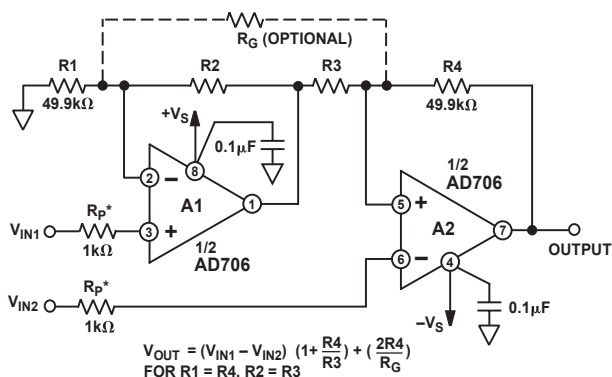 R_G (OPTIONAL)
R1
49.9kΩ
R2
R3
R4
49.9kΩ
+V_S
0.1µF
8
2
–
A1
1
3
+
1/2
AD706
V_IN1
R_P*
1kΩ
1/2
AD706
5
+
A2
7
6
–
4
OUTPUT
–V_S
0.1µF
V_IN2
R_P*
1kΩ
V_OUT = (V_IN1 – V_IN2) (1+ R4/R3) + ( 2R4/R_G )
FOR R1 = R4, R2 = R3